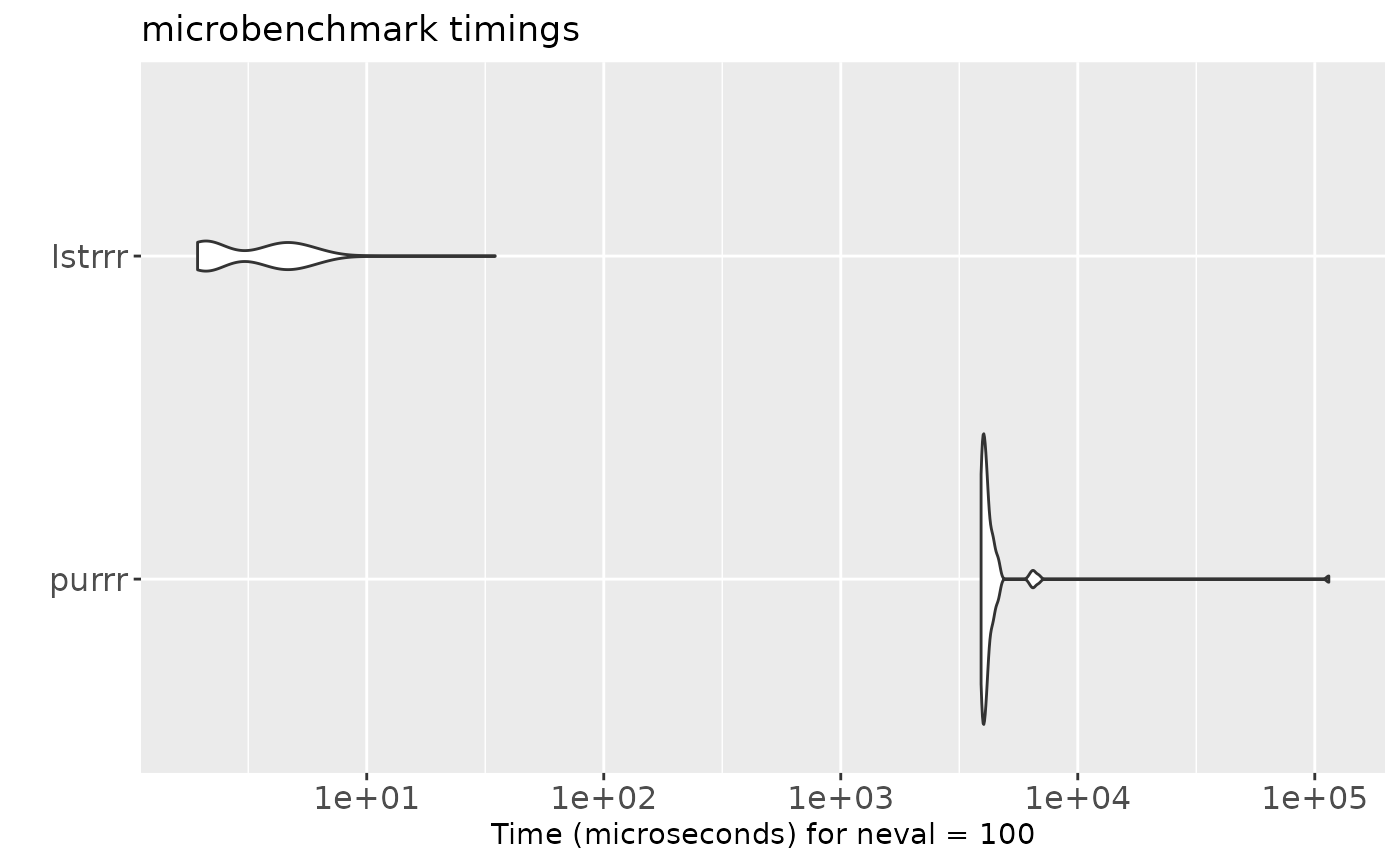 microbenchmark timings
lstrrr
purrr
1e+01 1e+02 1e+03 1e+04 1e+05
Time (microseconds) for neval = 100